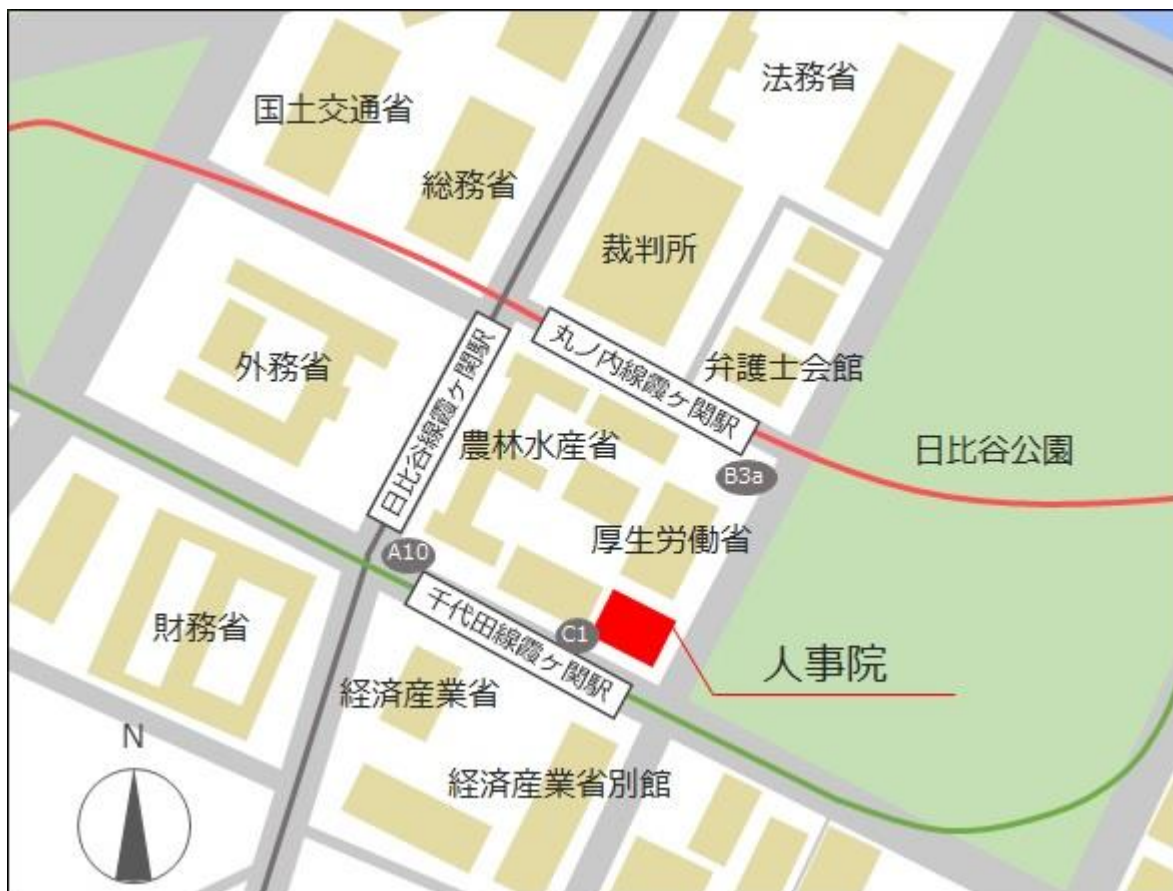 法務省
国土交通省
総務省
裁判所
丸ノ内線霞ヶ関駅
日比谷線霞ヶ関駅
外務省
弁護士会館
農林水産省
日比谷公園
B3a
厚生労働省
A10
千代田線霞ヶ関駅
C1
財務省
人事院
経済産業省
N
経済産業省別館